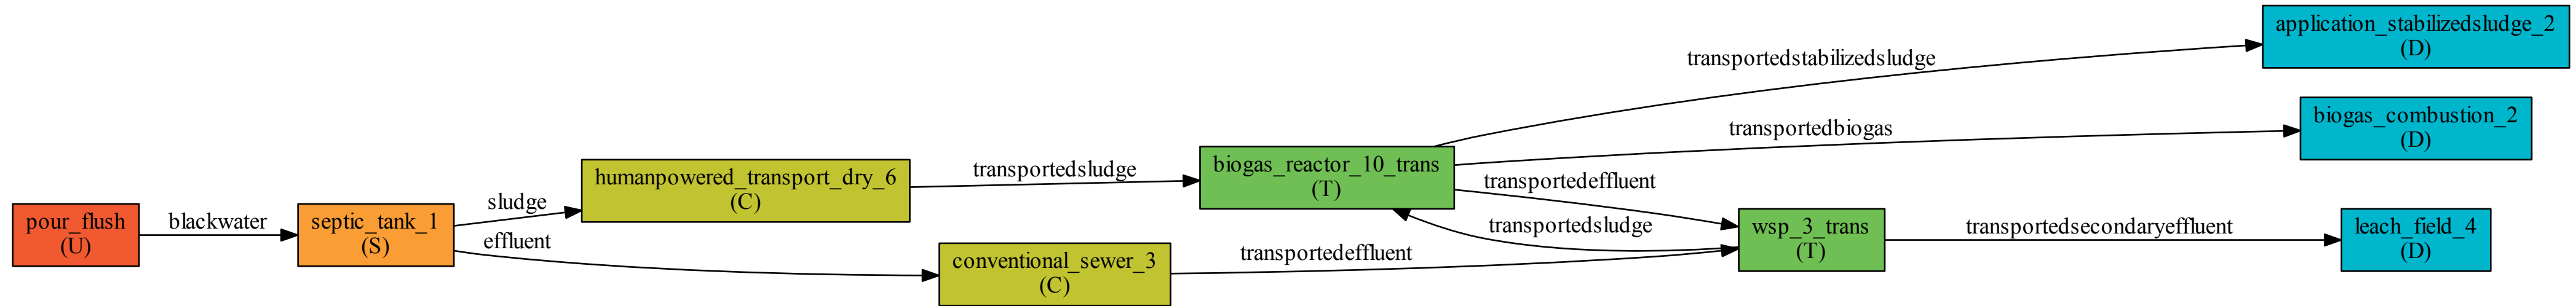 pour_flush
(U)
blackwater
septic_tank_1
(S)
sludge
effluent
humanpowered_transport_dry_6
(C)
conventional_sewer_3
(C)
transportedsludge
transportedeffluent
biogas_reactor_10_trans
(T)
transportedstabilizedsludge
transportedbiogas
transportedeffluent
transportedsludge
wsp_3_trans
(T)
transportedsecondaryeffluent
application_stabilizedsludge_2
(D)
biogas_combustion_2
(D)
leach_field_4
(D)